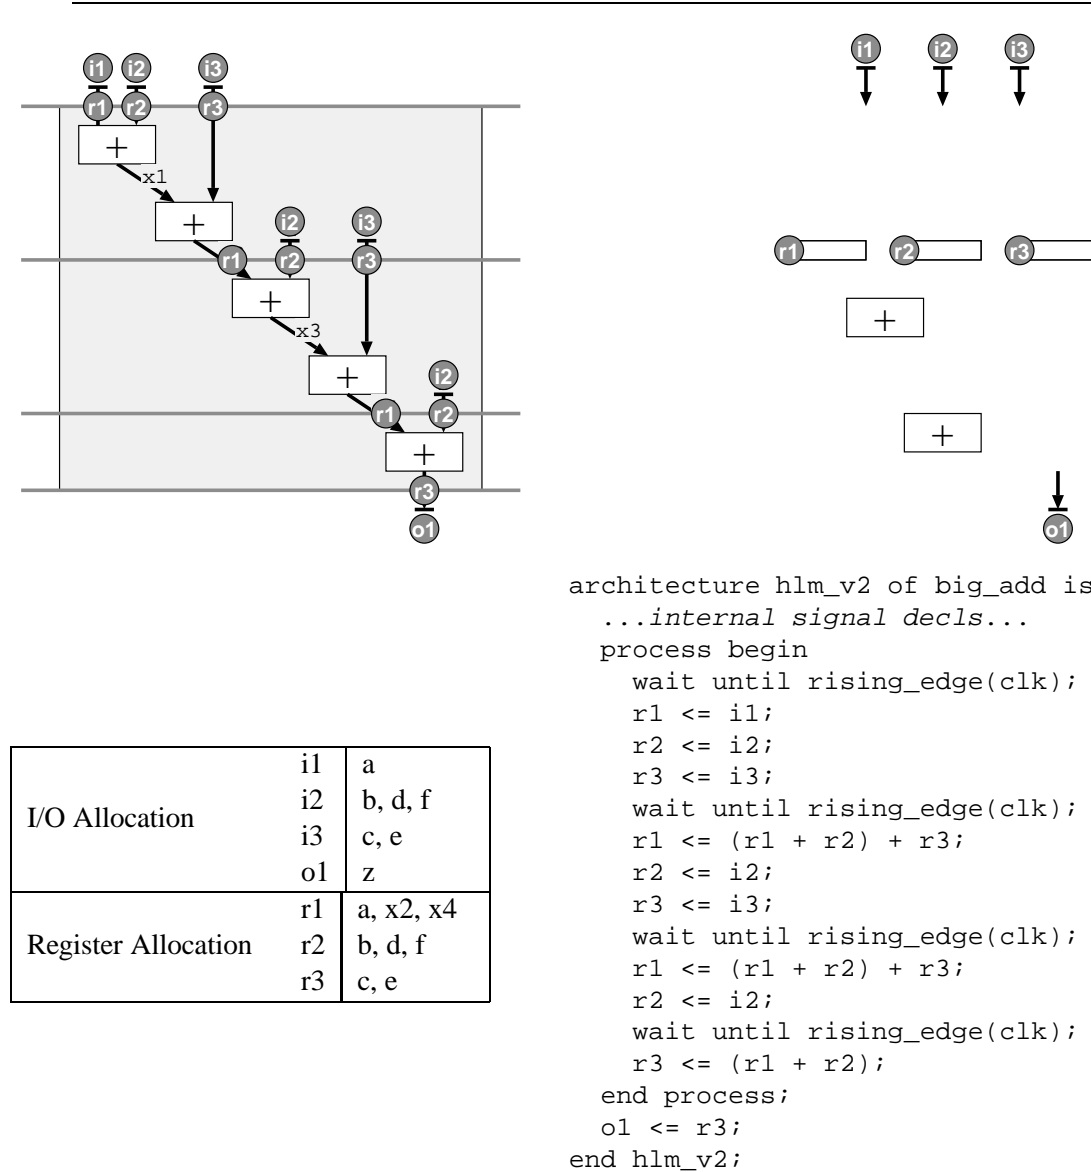 i1 i2 i3
r1 r2 r3
+
x1
+
i2 i3
r1 r2 r3
+
x3
+
i2
r1 r2
+
r3
o1
i1 i2 i3
r1 r2 r3
+
+
o1
I/O Allocation
i1 a
i2 b, d, f
i3 c, e
o1 z
Register Allocation
r1 a, x2, x4
r2 b, d, f
r3 c, e
architecture hlm_v2 of big_add is
...internal signal decls...
process begin
wait until rising_edge(clk);
r1 <= i1;
r2 <= i2;
r3 <= i3;
wait until rising_edge(clk);
r1 <= (r1 + r2) + r3;
r2 <= i2;
r3 <= i3;
wait until rising_edge(clk);
r1 <= (r1 + r2) + r3;
r2 <= i2;
wait until rising_edge(clk);
r3 <= (r1 + r2);
end process;
o1 <= r3;
end hlm_v2;